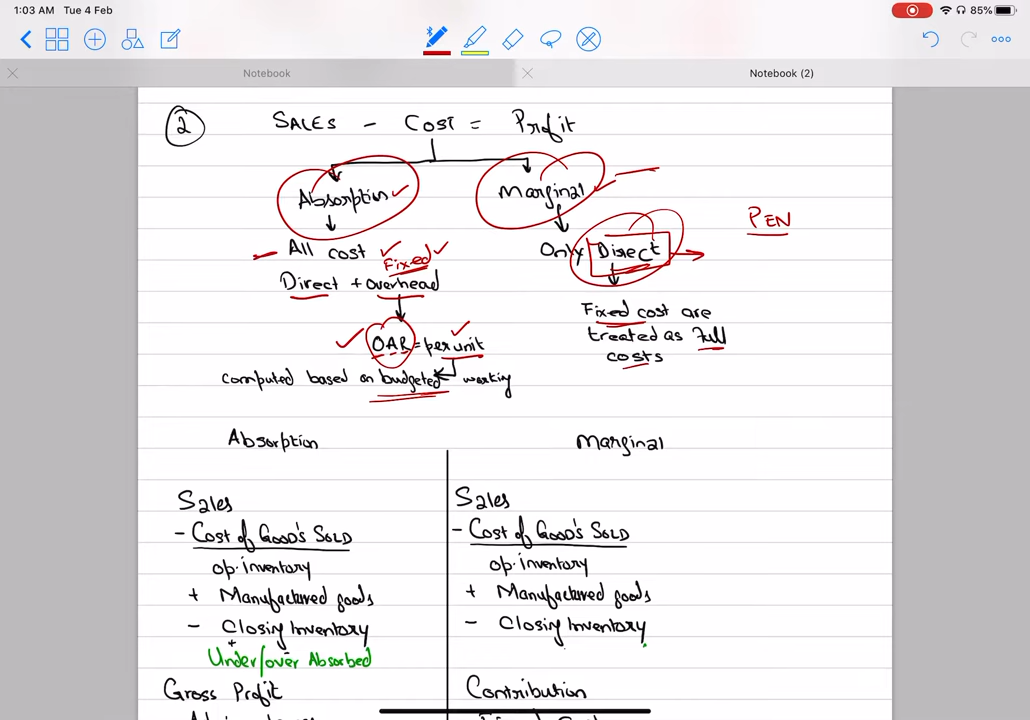 1:03 AM Tue 4 Feb
85%
Notebook
Notebook (2)
2
SALES - COST = Profit
Absorption
Marginal
PEN
All cost
Only Direct
Fixed
Direct + overhead
Fixed cost are
treated as Full
costs
OAR = per unit
computed based on budgeted working
Absorption
Marginal
Sales
- Cost of Good's SOLD
op. inventory
+ Manufactured goods
- Closing Inventory
+
Under/over Absorbed
Gross Profit
Sales
- Cost of Good's SOLD
op. inventory
+ Manufactured goods
- Closing Inventory
Contribution